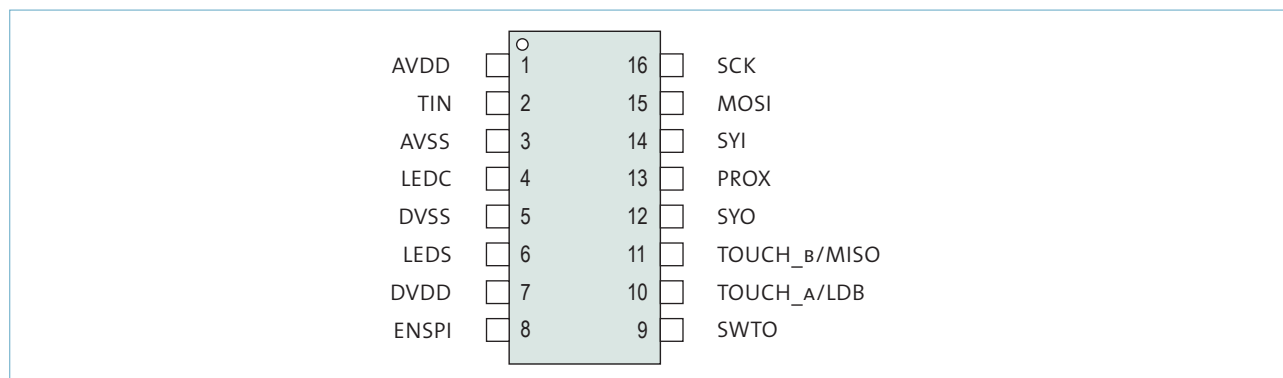 AVDD 1 16 SCK
TIN 2 15 MOSI
AVSS 3 14 SYI
LEDC 4 13 PROX
DVSS 5 12 SYO
LEDS 6 11 TOUCH_B/MISO
DVDD 7 10 TOUCH_A/LDB
ENSPI 8 9 SWTO